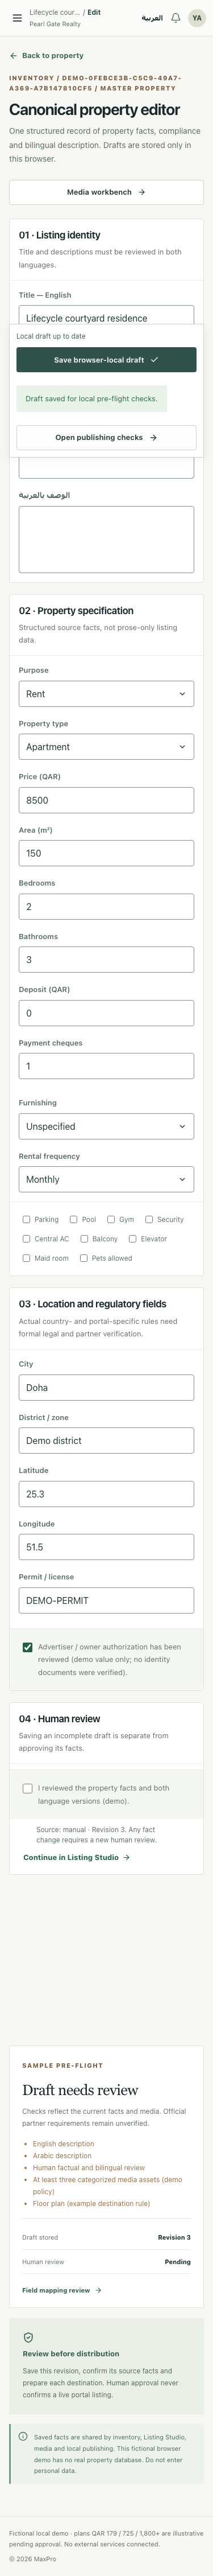 Lifecycle cour... / Edit
Pearl Gate Realty
العربية
YA
Back to property
INVENTORY / DEMO-0FEBCE3B-C5C9-49A7-
A369-A7B147810CF5 / MASTER PROPERTY
Canonical property editor
One structured record of property facts, compliance
and bilingual description. Drafts are stored only in
this browser.
Media workbench
01 · Listing identity
Title and descriptions must be reviewed in both
languages.
Title — English
Lifecycle courtyard residence
Local draft up to date
Save browser-local draft
Draft saved for local pre-flight checks.
Open publishing checks
الوصف بالعربية
02 · Property specification
Structured source facts, not prose-only listing
data.
Purpose
Rent
Property type
Apartment
Price (QAR)
8500
Area (m²)
150
Bedrooms
2
Bathrooms
3
Deposit (QAR)
0
Payment cheques
1
Furnishing
Unspecified
Rental frequency
Monthly
Parking Pool Gym Security
Central AC Balcony Elevator
Maid room Pets allowed
03 · Location and regulatory fields
Actual country- and portal-specific rules need
formal legal and partner verification.
City
Doha
District / zone
Demo district
Latitude
25.3
Longitude
51.5
Permit / license
DEMO-PERMIT
Advertiser / owner authorization has been
reviewed (demo value only; no identity
documents were verified).
04 · Human review
Saving an incomplete draft is separate from
approving its facts.
I reviewed the property facts and both
language versions (demo).
Source: manual · Revision 3. Any fact
change requires a new human review.
Continue in Listing Studio
SAMPLE PRE-FLIGHT
Draft needs review
Checks reflect the current facts and media. Official
partner requirements remain unverified.
• English description
• Arabic description
• Human factual and bilingual review
• At least three categorized media assets (demo
policy)
• Floor plan (example destination rule)
Draft stored Revision 3
Human review Pending
Field mapping review
Review before distribution
Save this revision, confirm its source facts and
prepare each destination. Human approval never
confirms a live portal listing.
Saved facts are shared by inventory, Listing Studio,
media and local publishing. This fictional browser
demo has no real property database. Do not enter
personal data.
Fictional local demo · plans QAR 179 / 725 / 1,800+ are illustrative
pending approval. No external services connected.
© 2026 MaxPro